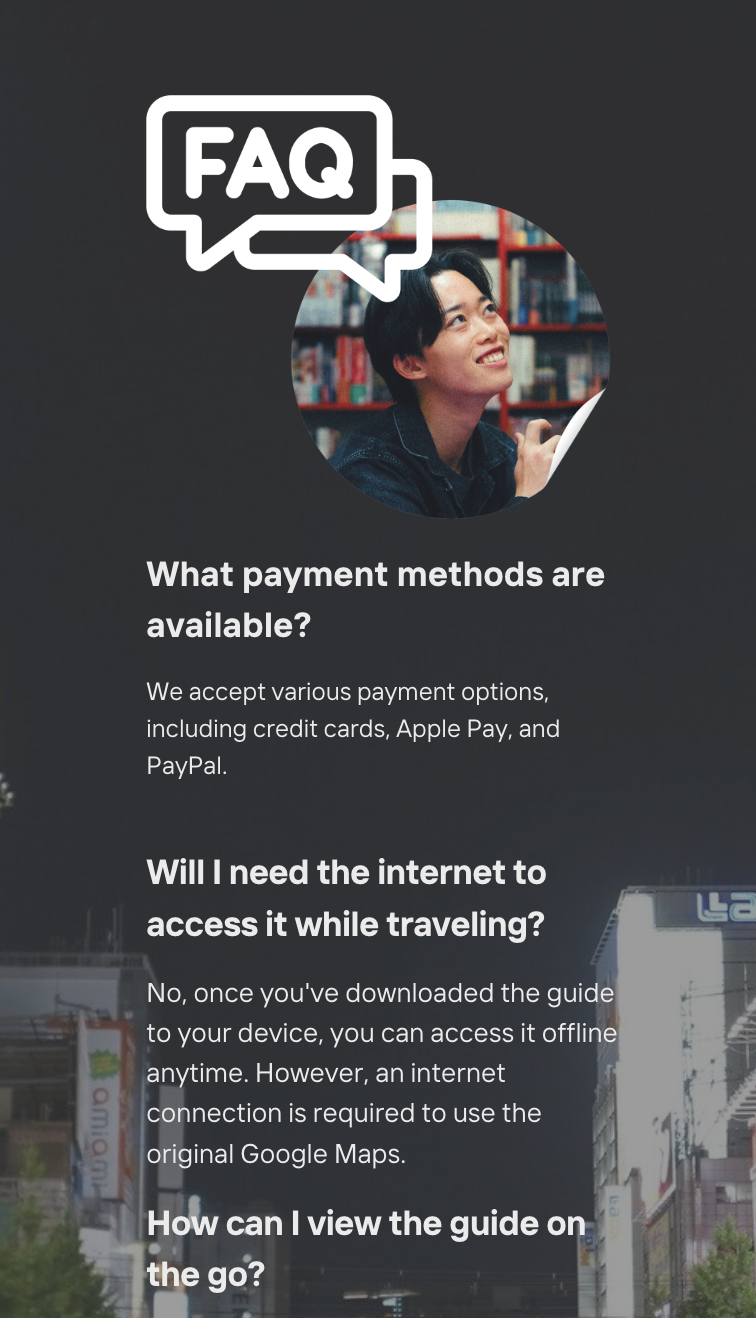 FAQ
What payment methods are
available?
We accept various payment options,
including credit cards, Apple Pay, and
PayPal.
Will I need the internet to
access it while traveling?
No, once you've downloaded the guide
to your device, you can access it offline
anytime. However, an internet
connection is required to use the
original Google Maps.
How can I view the guide on
the go?